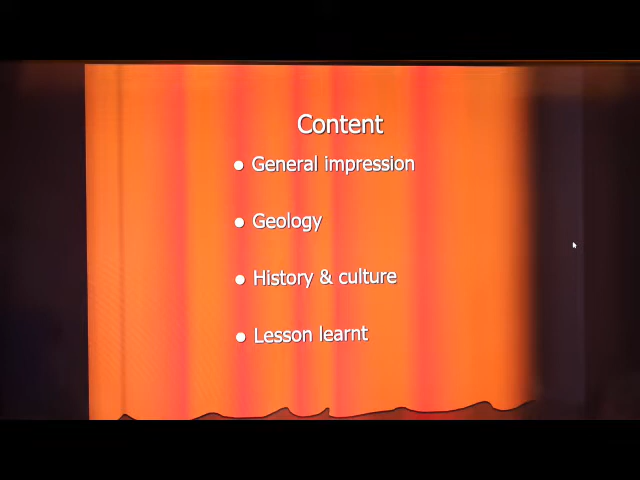 Content
General impression
Geology
History & culture
Lesson learnt